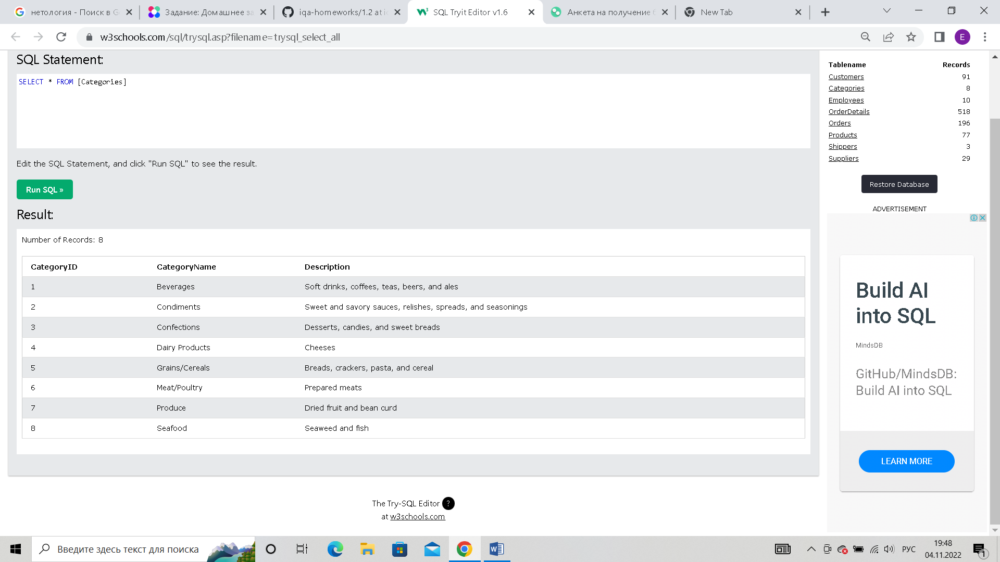 нетология - Поиск в G
Задание: Домашнее за
iqa-homeworks/1.2 at
SQL Tryit Editor v1.6
Анкета на получение
New Tab
w3schools.com/sql/trysql.asp?filename=trysql_select_all
E
SQL Statement:
SELECT * FROM [Categories]
Edit the SQL Statement, and click "Run SQL" to see the result.
Run SQL »
Result:
Number of Records: 8
CategoryID CategoryName Description
1 Beverages Soft drinks, coffees, teas, beers, and ales
2 Condiments Sweet and savory sauces, relishes, spreads, and seasonings
3 Confections Desserts, candies, and sweet breads
4 Dairy Products Cheeses
5 Grains/Cereals Breads, crackers, pasta, and cereal
6 Meat/Poultry Prepared meats
7 Produce Dried fruit and bean curd
8 Seafood Seaweed and fish
The Try-SQL Editor ?
at w3schools.com
Tablename Records
Customers 91
Categories 8
Employees 10
OrderDetails 518
Orders 196
Products 77
Shippers 3
Suppliers 29
Restore Database
ADVERTISEMENT
Build AI
into SQL
MindsDB
GitHub/MindsDB:
Build AI into SQL
LEARN MORE
Введите здесь текст для поиска
РУС
19:48
04.11.2022
1